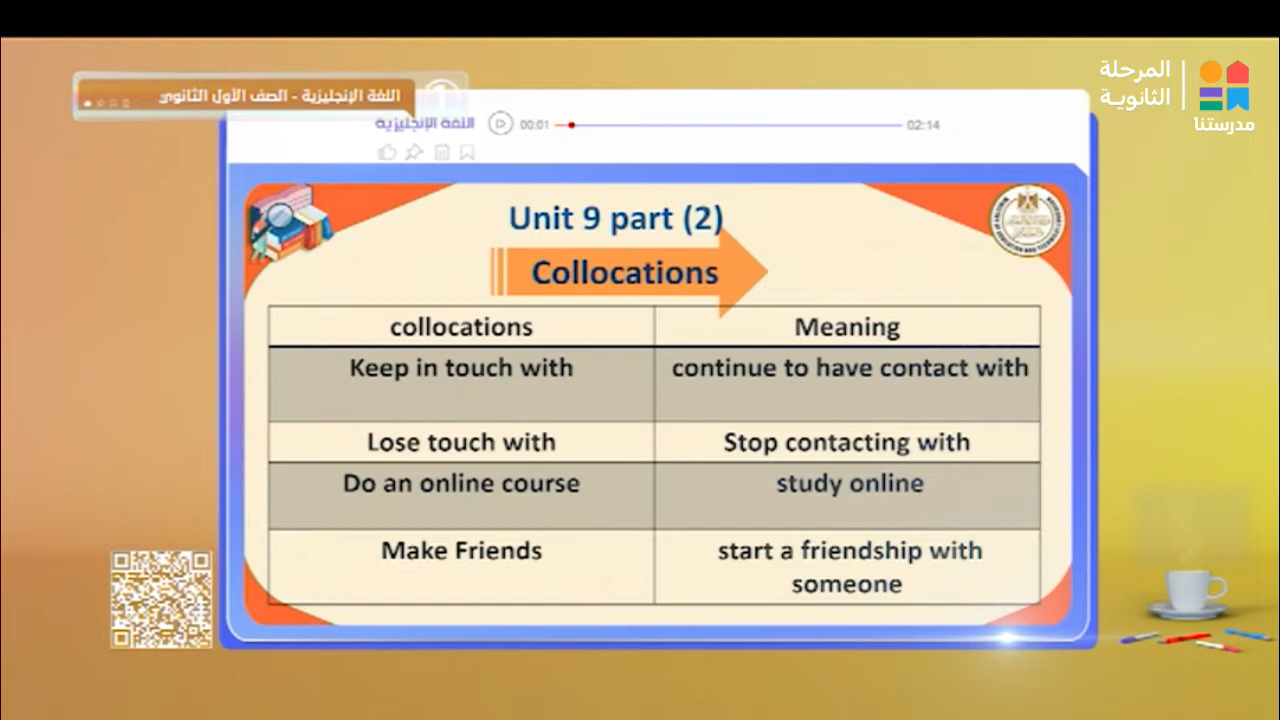 المرحلة
الثانوية
مدرستنا
اللغة الإنجليزية - الصف الأول الثانوي
اللغة الإنجليزية
00:01
02:14
Unit 9 part (2)
Collocations
collocations
Meaning
Keep in touch with
continue to have contact with
Lose touch with
Stop contacting with
Do an online course
study online
Make Friends
start a friendship with
someone